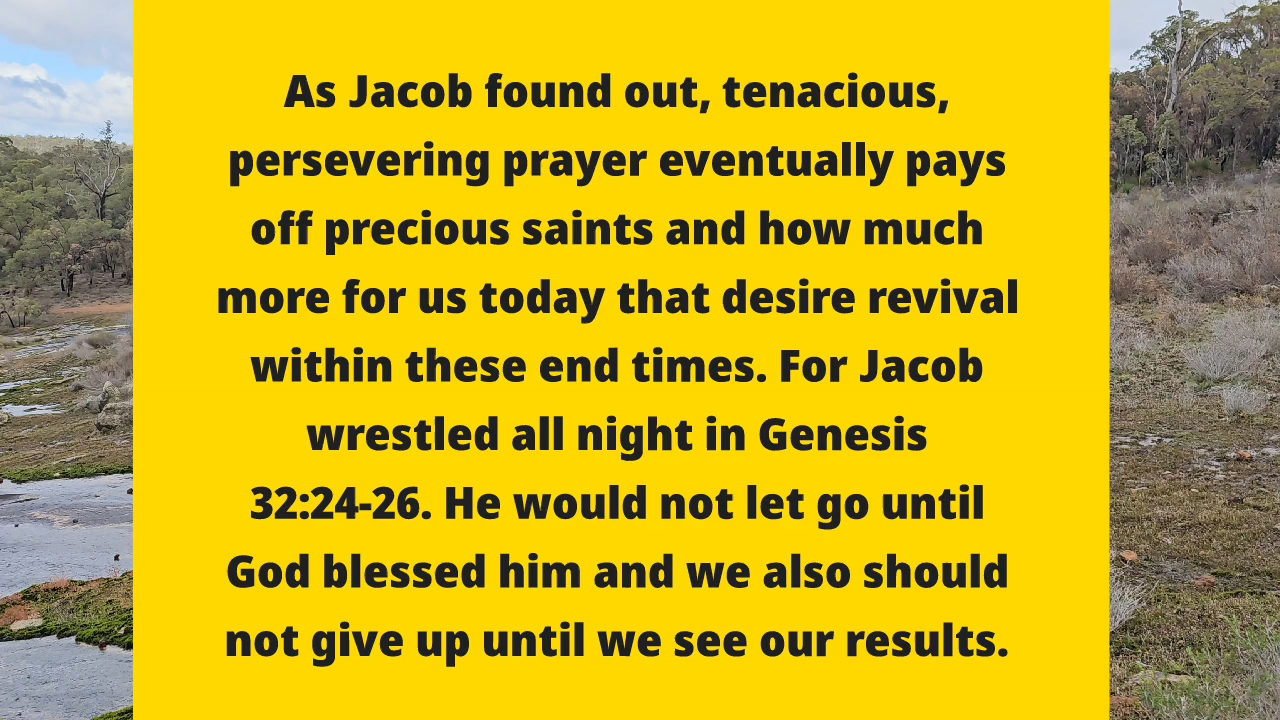 As Jacob found out, tenacious,
persevering prayer eventually pays
off precious saints and how much
more for us today that desire revival
within these end times. For Jacob
wrestled all night in Genesis
32:24-26. He would not let go until
God blessed him and we also should
not give up until we see our results.